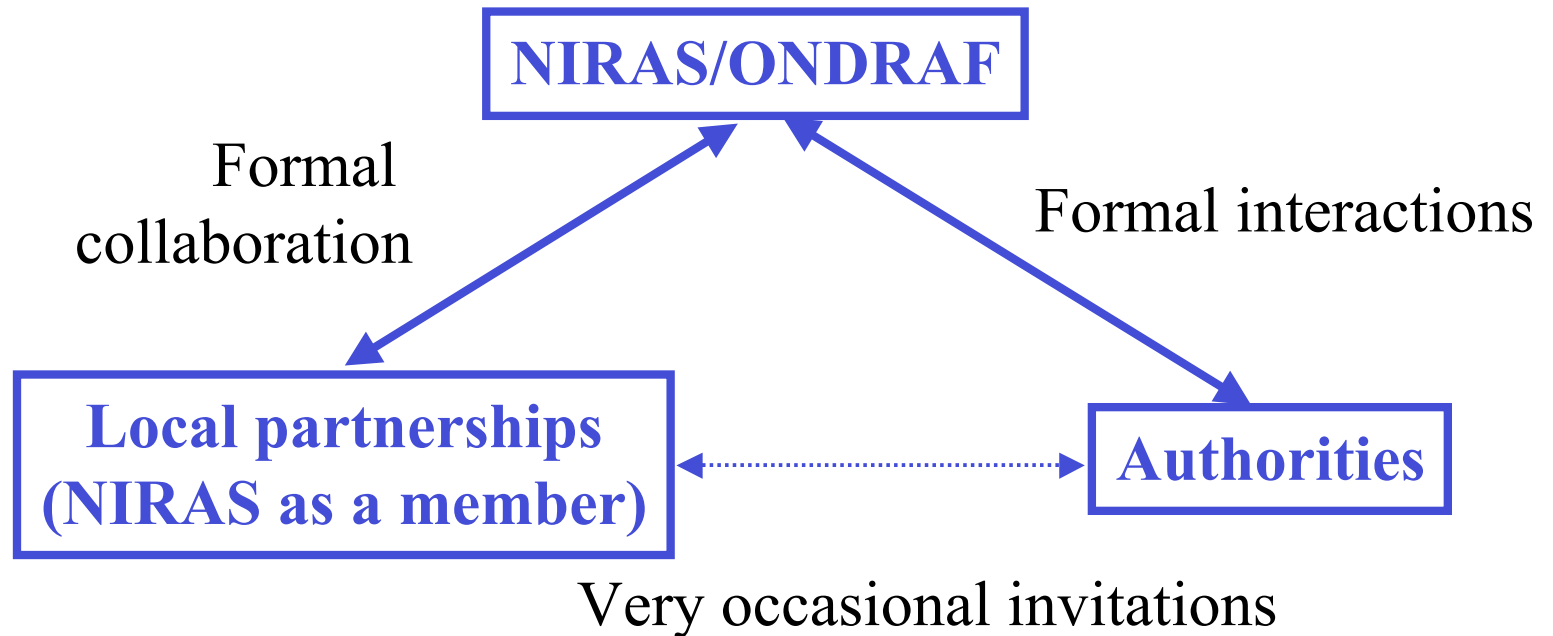 NIRAS/ONDRAF
Formal
collaboration
Formal interactions
Local partnerships
(NIRAS as a member)
Authorities
Very occasional invitations